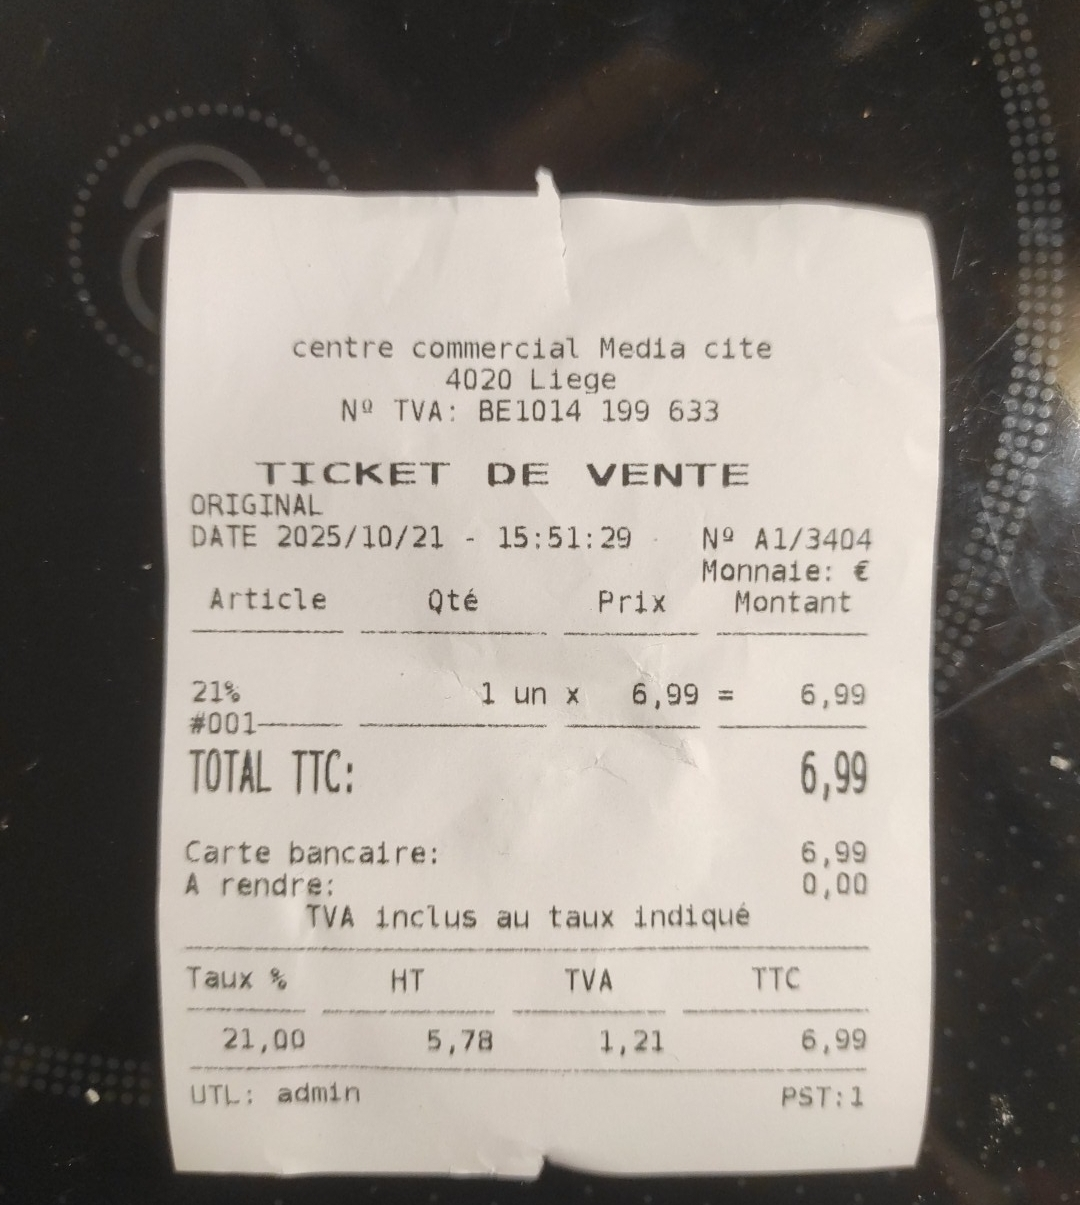 centre commercial Media cite
4020 Liege
Nº TVA: BE1014 199 633
TICKET DE VENTE
ORIGINAL
DATE 2025/10/21 - 15:51:29 Nº A1/3404
Monnaie: €
Article Qté Prix Montant
21% 1 un x 6,99 = 6,99
#001
TOTAL TTC: 6,99
Carte bancaire: 6,99
A rendre: 0,00
TVA inclus au taux indiqué
Taux % HT TVA TTC
21,00 5,78 1,21 6,99
UTL: admin PST:1